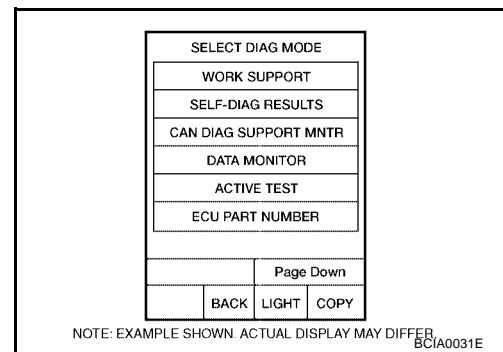 SELECT DIAG MODE
WORK SUPPORT
SELF-DIAG RESULTS
CAN DIAG SUPPORT MNTR
DATA MONITOR
ACTIVE TEST
ECU PART NUMBER
Page Down
BACK LIGHT COPY
NOTE: EXAMPLE SHOWN. ACTUAL DISPLAY MAY DIFFER.
BCIA0031E